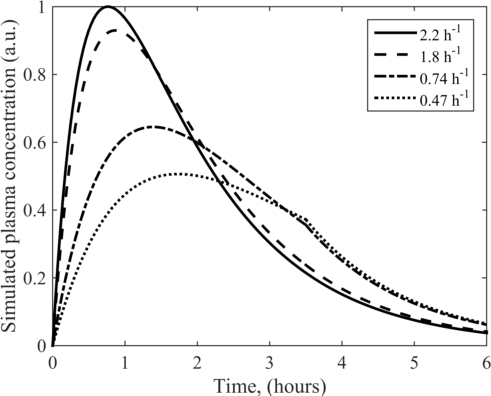 Simulated plasma concentration (a.u.)
1
0.8
0.6
0.4
0.2
0
2.2 h⁻¹
1.8 h⁻¹
0.74 h⁻¹
0.47 h⁻¹
0 1 2 3 4 5 6
Time, (hours)